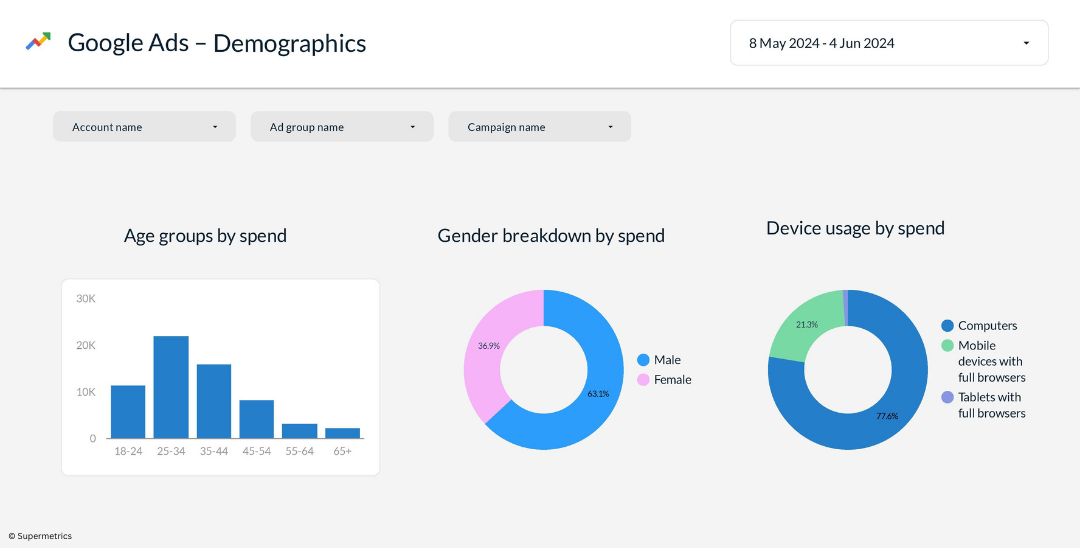 Google Ads – Demographics
8 May 2024 - 4 Jun 2024
Account name
Ad group name
Campaign name
Age groups by spend
30K
20K
10K
0
18-24 25-34 35-44 45-54 55-64 65+
Gender breakdown by spend
36.9%
63.1%
Male
Female
Device usage by spend
21.3%
77.6%
Computers
Mobile
devices with
full browsers
Tablets with
full browsers
© Supermetrics